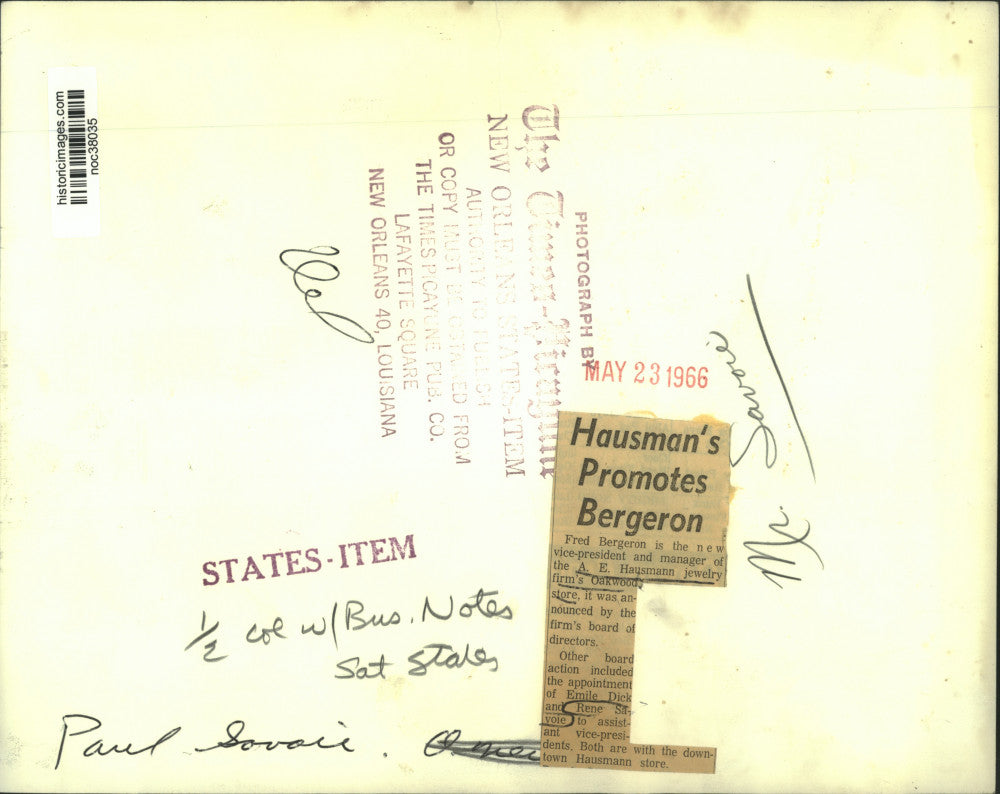 historicimages.com
noc38035
The Times-Picayune
NEW ORLEANS STATES-ITEM
AUTHORITY TO PUBLISH
OR COPY MUST BE OBTAINED FROM
THE TIMES PICAYUNE PUB. CO.
LAFAYETTE SQUARE
NEW ORLEANS 40, LOUISIANA
PHOTOGRAPH BY
MAY 23 1966
Mr. Savoie
Hausman's
Promotes
Bergeron
Fred Bergeron is the new
vice-president and manager of
the A. E. Hausmann jewelry
firm's Oakwood
store, it was an-
nounced by the
firm's board of
directors.
Other board
action included
the appointment
of Emile Dick
and Rene Sa-
voie to assist-
ant vice-presi-
dents. Both are with the down-
town Hausmann store.
STATES-ITEM
1/2 col w/ Bus. Notes
Sat States
Paul Savoie.